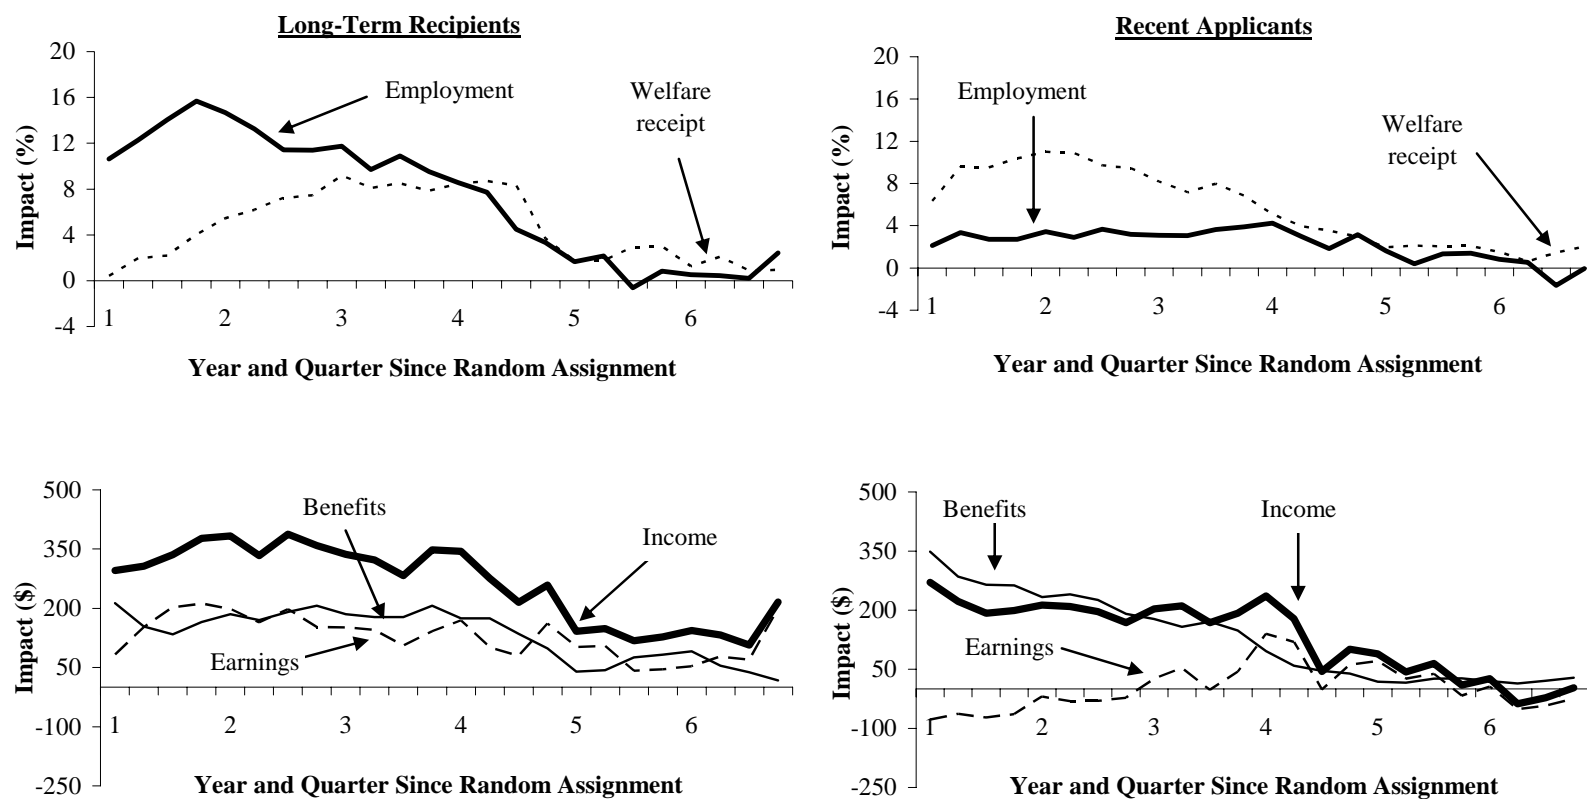 Long-Term Recipients
20
16
12
8
4
0
-4
Impact (%)
Employment
Welfare
receipt
1 2 3 4 5 6
Year and Quarter Since Random Assignment
Recent Applicants
20
16
12
8
4
0
-4
Impact (%)
Employment
Welfare
receipt
1 2 3 4 5 6
Year and Quarter Since Random Assignment
500
350
200
50
-100
-250
Impact ($)
Benefits
Income
Earnings
1 2 3 4 5 6
Year and Quarter Since Random Assignment
500
350
200
50
-100
-250
Impact ($)
Benefits
Income
Earnings
1 2 3 4 5 6
Year and Quarter Since Random Assignment